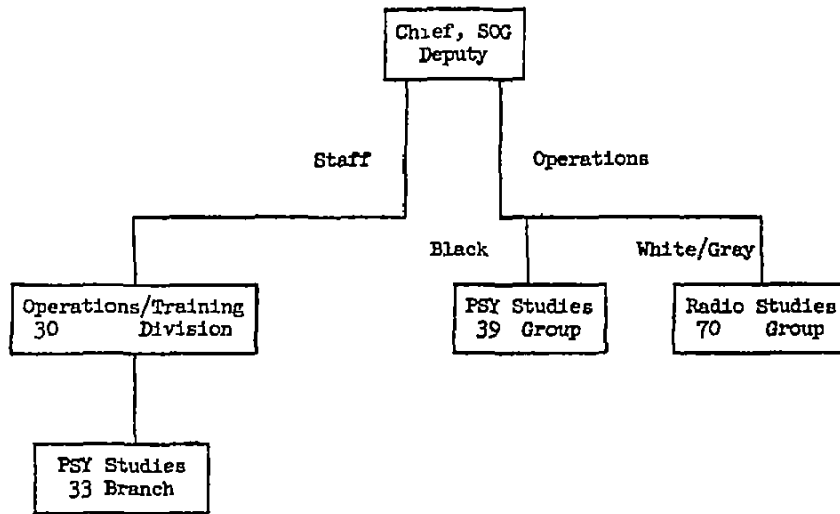 Chief, SOG
Deputy
Staff
Operations
Black
White/Gray
Operations/Training
30 Division
PSY Studies
39 Group
Radio Studies
70 Group
PSY Studies
33 Branch